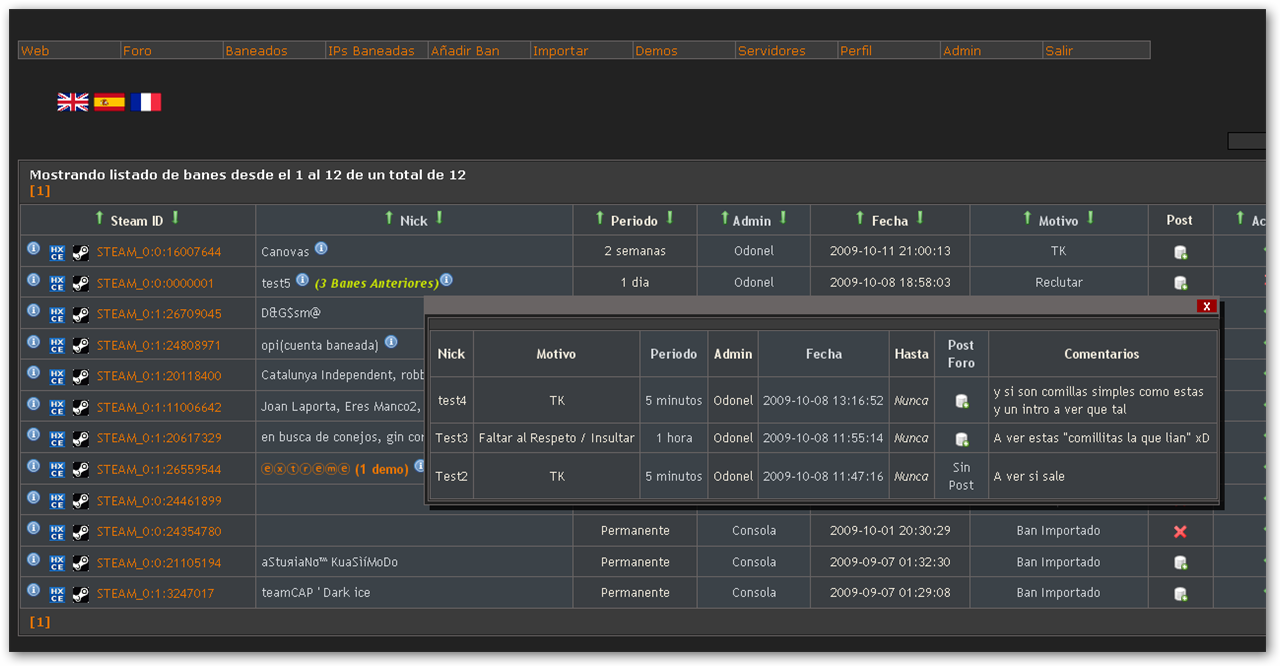 Web Foro Baneados IPs Baneadas Añadir Ban Importar Demos Servidores Perfil Admin Salir
Mostrando listado de banes desde el 1 al 12 de un total de 12
[1]
Steam ID Nick Periodo Admin Fecha Motivo Post
HX CE STEAM_0:0:16007644 Canovas 2 semanas Odonel 2009-10-11 21:00:13 TK
HX CE STEAM_0:0:0000001 test5 (3 Banes Anteriores) 1 dia Odonel 2009-10-08 18:58:03 Reclutar
HX CE STEAM_0:1:26709045 D&G$sm@
HX CE STEAM_0:1:24808971 opi(cuenta baneada)
HX CE STEAM_0:1:20118400 Catalunya Independent, robb
HX CE STEAM_0:1:11006642 Joan Laporta, Eres Manco2,
HX CE STEAM_0:1:20617329 en busca de conejos, gin cor
HX CE STEAM_0:1:26559544 ⓔⓧⓣⓡⓔⓜⓔ (1 demo)
HX CE STEAM_0:0:24461899
HX CE STEAM_0:0:24354780 Permanente Consola 2009-10-01 20:30:29 Ban Importado
HX CE STEAM_0:0:21105194 aStuяiaNo™ KuaSìíMoDo Permanente Consola 2009-09-07 01:32:30 Ban Importado
HX CE STEAM_0:1:3247017 teamCAP ' Dark ice Permanente Consola 2009-09-07 01:29:08 Ban Importado
[1]
X
Nick Motivo Periodo Admin Fecha Hasta Post Foro Comentarios
test4 TK 5 minutos Odonel 2009-10-08 13:16:52 Nunca y si son comillas simples como estas
y un intro a ver que tal
Test3 Faltar al Respeto / Insultar 1 hora Odonel 2009-10-08 11:55:14 Nunca A ver estas "comillitas la que lian" xD
Test2 TK 5 minutos Odonel 2009-10-08 11:47:16 Nunca Sin Post A ver si sale